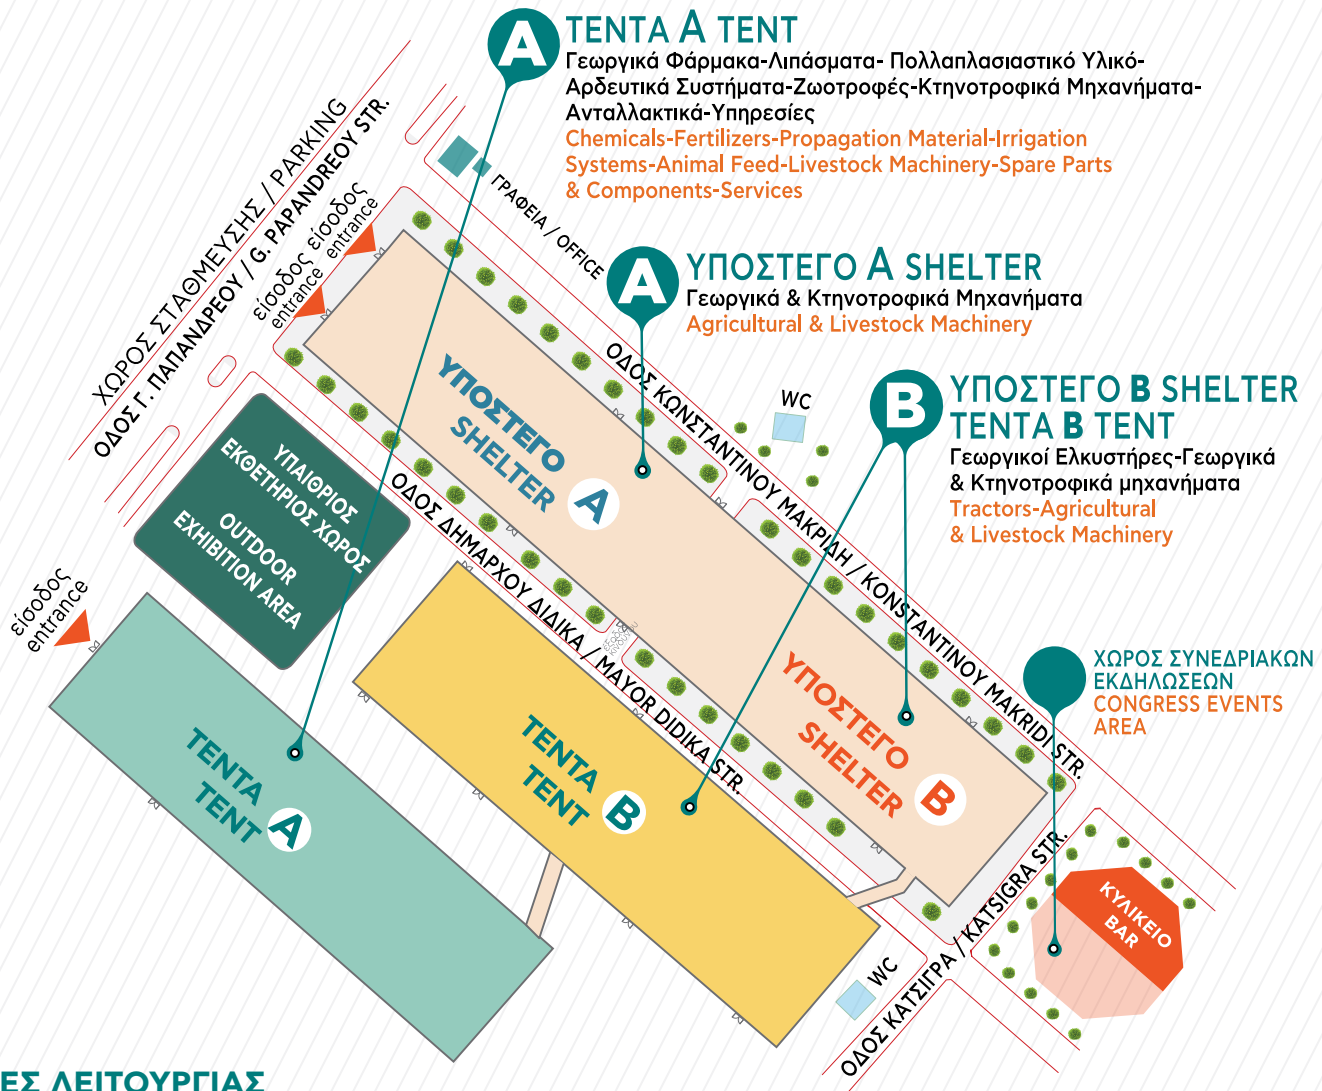 A
ΤΕΝΤΑ A TENT
Γεωργικά Φάρμακα-Λιπάσματα- Πολλαπλασιαστικό Υλικό-
Αρδευτικά Συστήματα-Ζωοτροφές-Κτηνοτροφικά Μηχανήματα-
Ανταλλακτικά-Υπηρεσίες
Chemicals-Fertilizers-Propagation Material-Irrigation
Systems-Animal Feed-Livestock Machinery-Spare Parts
& Components-Services
ΧΩΡΟΣ ΣΤΑΘΜΕΥΣΗΣ / PARKING
ΟΔΟΣ Γ. ΠΑΠΑΝΔΡΕΟΥ / G. PAPANDREOY STR.
ΓΡΑΦΕΙΑ / OFFICE
είσοδος
entrance
είσοδος
entrance
A
ΥΠΟΣΤΕΓΟ A SHELTER
Γεωργικά & Κτηνοτροφικά Μηχανήματα
Agricultural & Livestock Machinery
B
ΥΠΟΣΤΕΓΟ B SHELTER
ΤΕΝΤΑ B TENT
Γεωργικοί Ελκυστήρες-Γεωργικά
& Κτηνοτροφικά μηχανήματα
Tractors-Agricultural
& Livestock Machinery
WC
ΟΔΟΣ ΚΩΝΣΤΑΝΤΙΝΟΥ ΜΑΚΡΙΔΗ / KONSTANTINOU MAKRIDI STR.
ΥΠΟΣΤΕΓΟ
SHELTER A
ΥΠΑΙΘΡΙΟΣ
ΕΚΘΕΤΗΡΙΟΣ ΧΩΡΟΣ
OUTDOOR
EXHIBITION AREA
ΟΔΟΣ ΔΗΜΑΡΧΟΥ ΔΙΔΙΚΑ / MAYOR DIDIKA STR.
είσοδος
entrance
ΥΠΟΣΤΕΓΟ
SHELTER B
ΧΩΡΟΣ ΣΥΝΕΔΡΙΑΚΩΝ
ΕΚΔΗΛΩΣΕΩΝ
CONGRESS EVENTS
AREA
ΤΕΝΤΑ
TENT A
ΤΕΝΤΑ
TENT B
ΚΥΛΙΚΕΙΟ
BAR
WC
ΟΔΟΣ ΚΑΤΣΙΓΡΑ / KATSIGRA STR.
ΕΣ ΛΕΙΤΟΥΡΓΙΑΣ